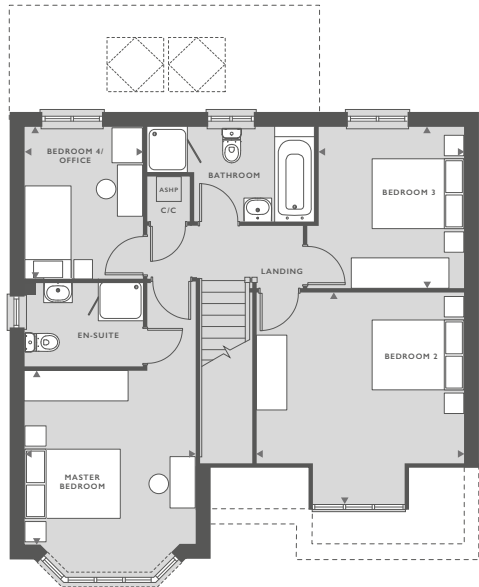 BEDROOM 4/
OFFICE
BATHROOM
ASHP
C/C
BEDROOM 3
LANDING
EN-SUITE
BEDROOM 2
MASTER
BEDROOM